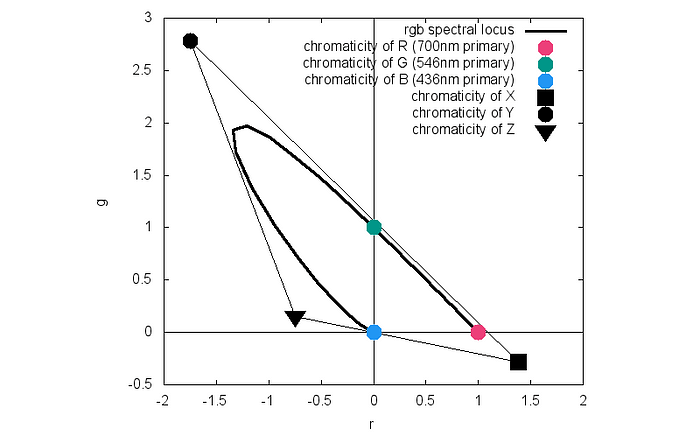 3
rgb spectral locus
chromaticity of R (700nm primary)
2.5
chromaticity of G (546nm primary)
chromaticity of B (436nm primary)
chromaticity of X
chromaticity of Y
2
chromaticity of Z
1.5
g
1
0.5
0
-0.5
-2 -1.5 -1 -0.5 0 0.5 1 1.5 2
r